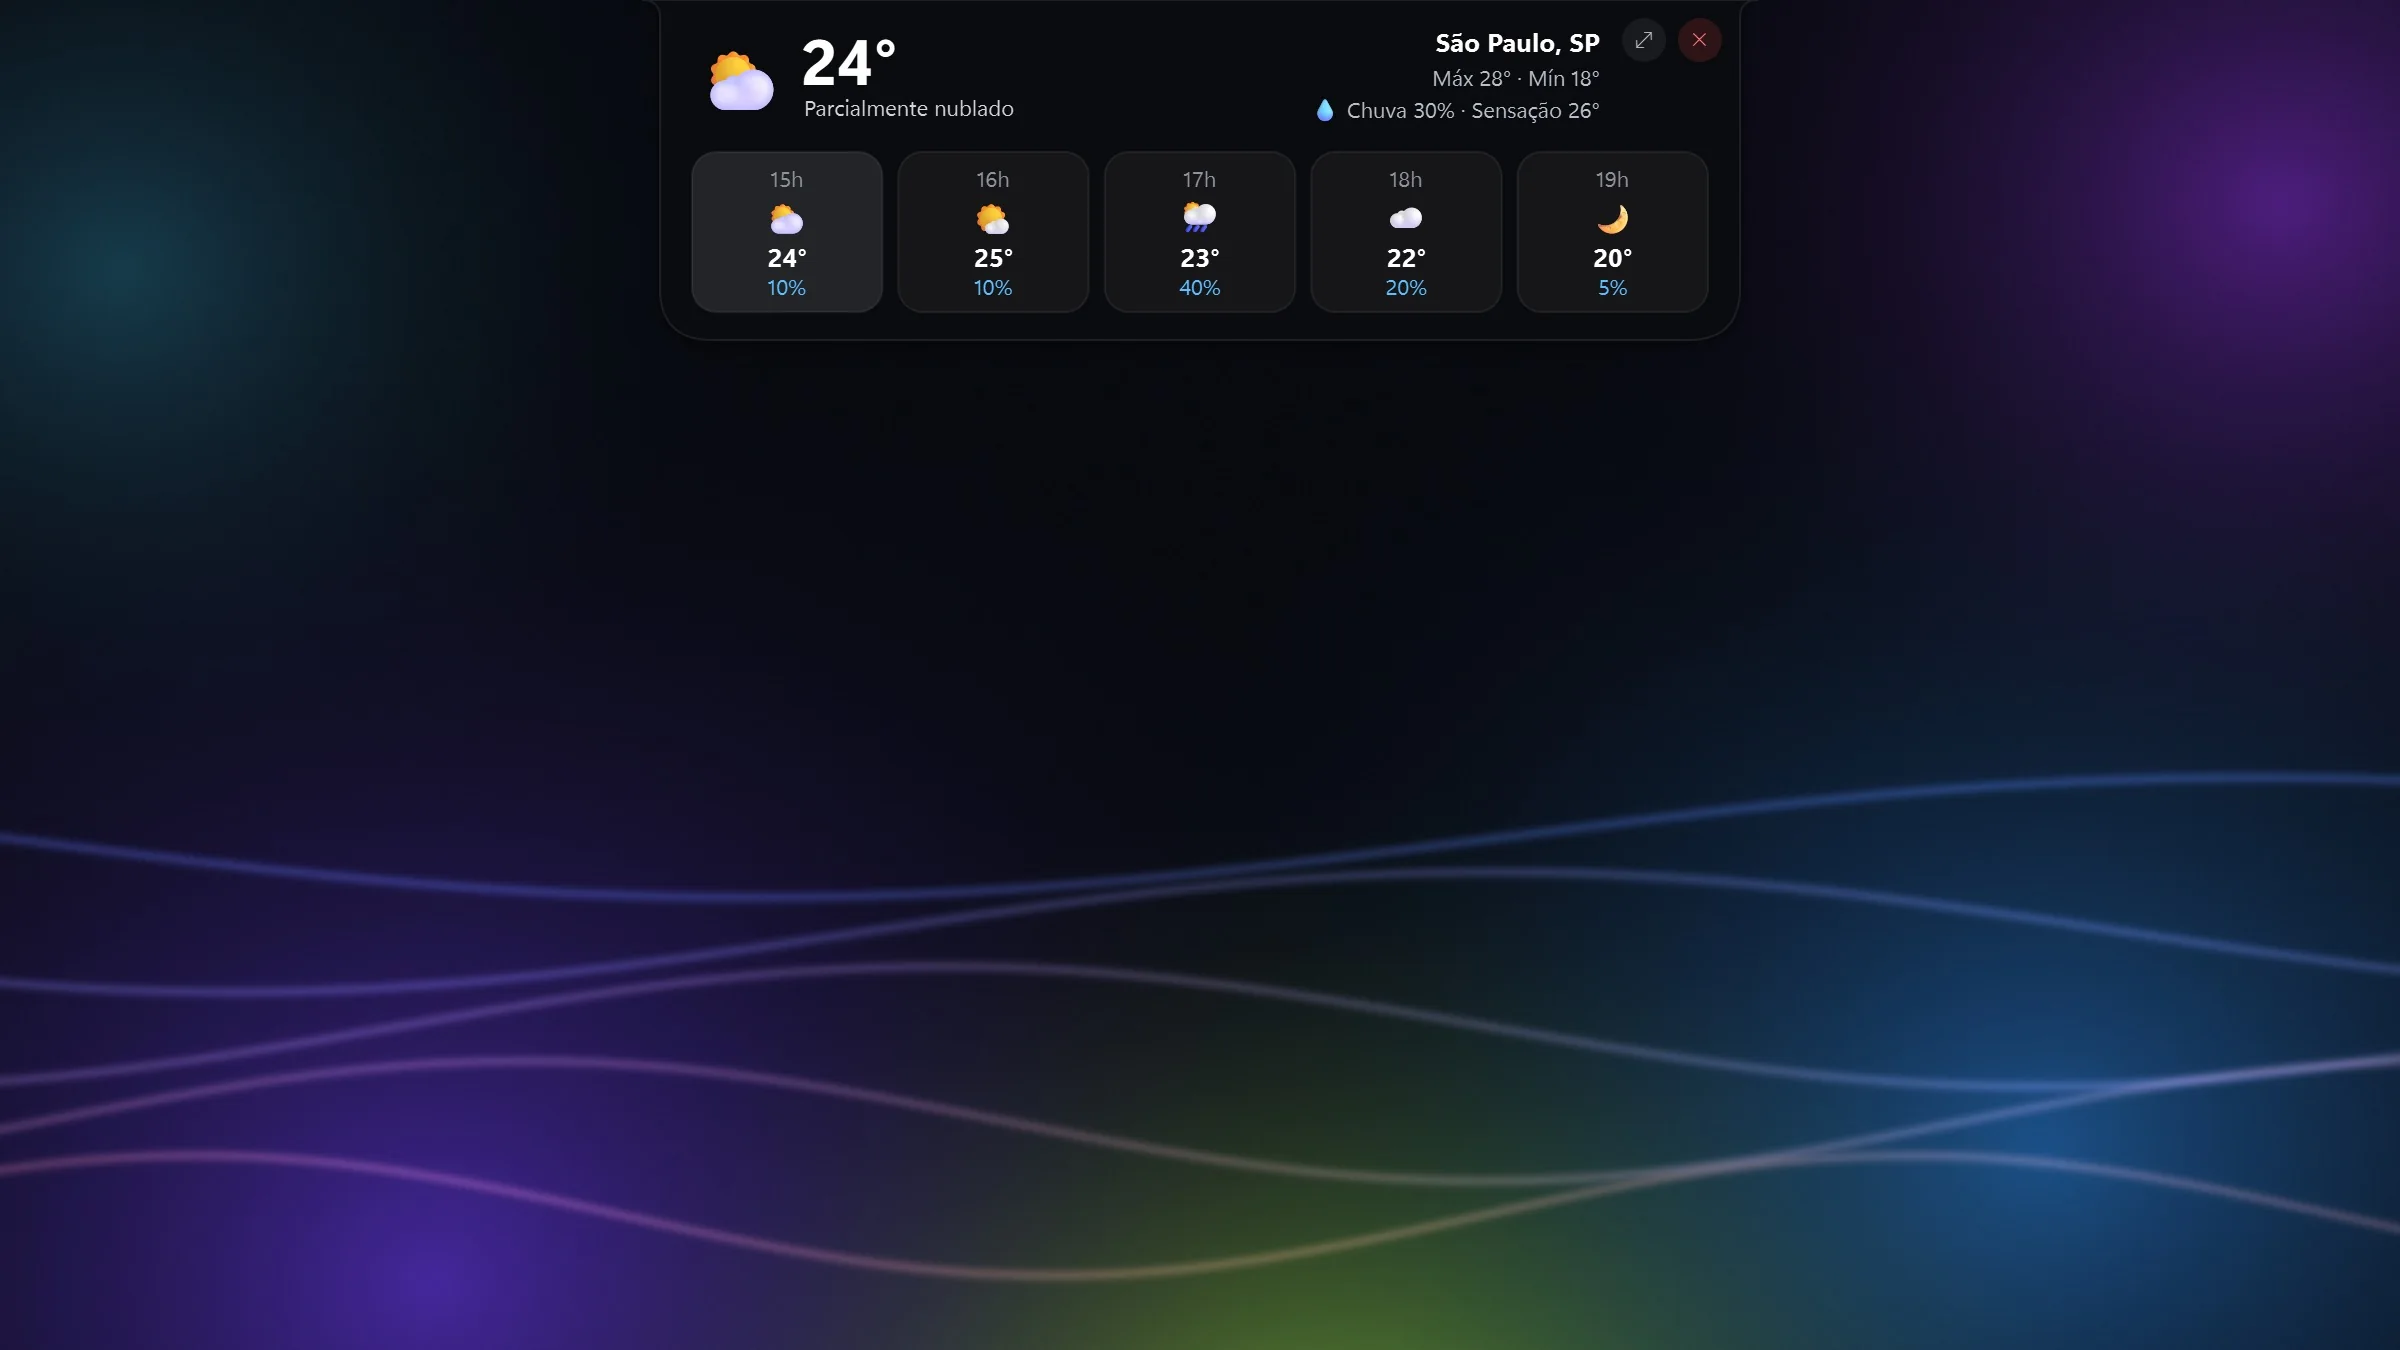 24°
Parcialmente nublado
São Paulo, SP
Máx 28° · Mín 18°
Chuva 30% · Sensação 26°
15h
24°
10%
16h
25°
10%
17h
23°
40%
18h
22°
20%
19h
20°
5%